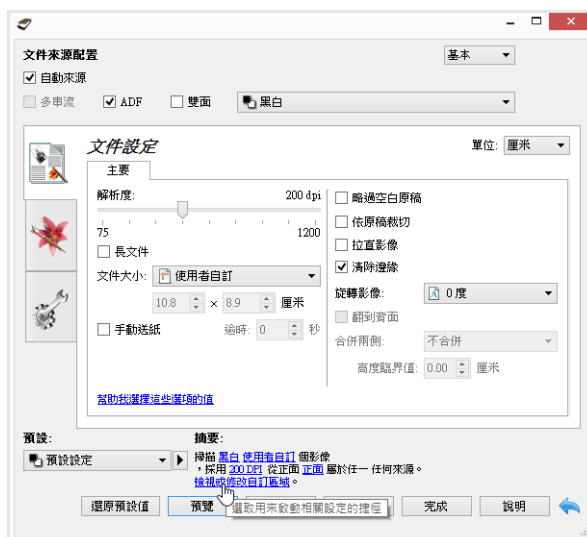 文件來源配置
基本
自動來源
多串流
ADF
雙面
黑白
文件設定
單位: 厘米
主要
解析度: 200 dpi
75 1200
長文件
文件大小: 使用者自訂
10.8 × 8.9 厘米
手動送紙 逾時: 0 秒
略過空白原稿
依原稿裁切
拉直影像
清除邊緣
旋轉影像: 0 度
翻到背面
合併兩側: 不合併
高度臨界值: 0.00 厘米
幫助我選擇這些選項的值
預設:
預設設定
摘要:
掃描 黑白 使用者自訂 個影像
，採用 200 DPI 從正面 正面 屬於任一 任何來源。
檢視或修改自訂區域。
還原預設值
預覽
選取用來啟動相關設定的捷徑
完成
說明